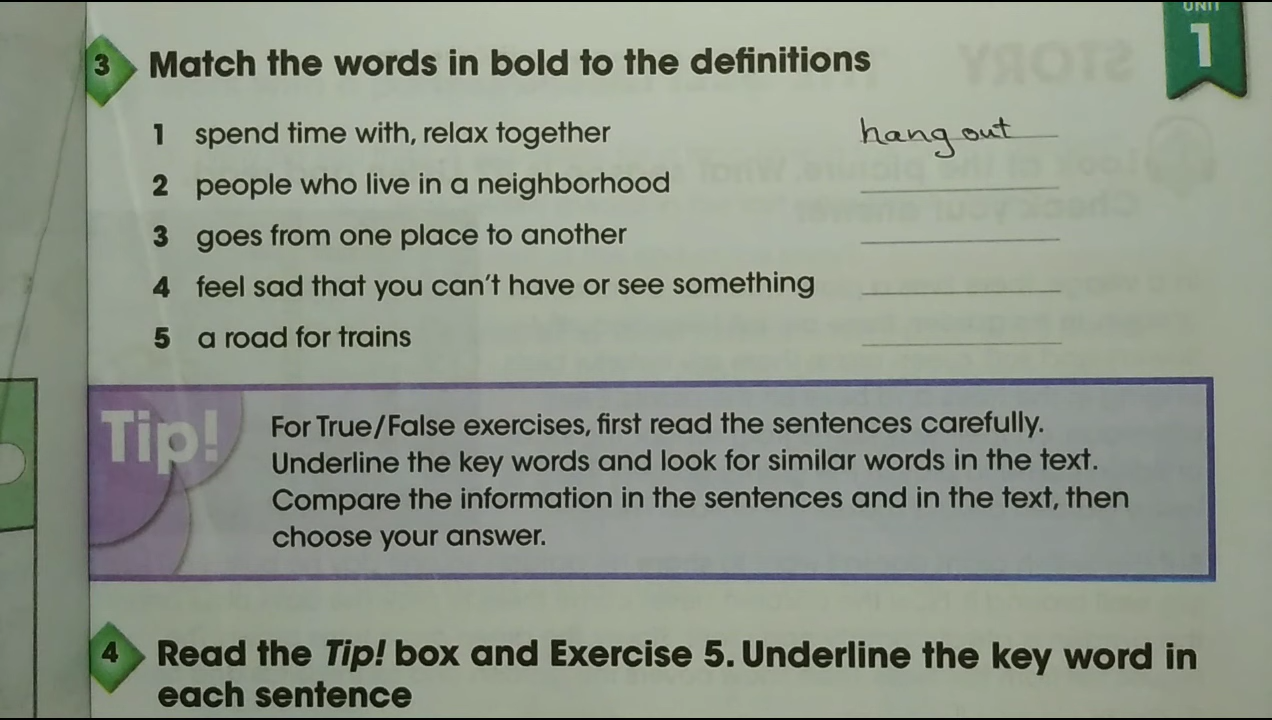 UNIT
1
3 Match the words in bold to the definitions
1 spend time with, relax together hang out
2 people who live in a neighborhood
3 goes from one place to another
4 feel sad that you can't have or see something
5 a road for trains
Tip!
For True/False exercises, first read the sentences carefully.
Underline the key words and look for similar words in the text.
Compare the information in the sentences and in the text, then
choose your answer.
4 Read the Tip! box and Exercise 5. Underline the key word in
each sentence